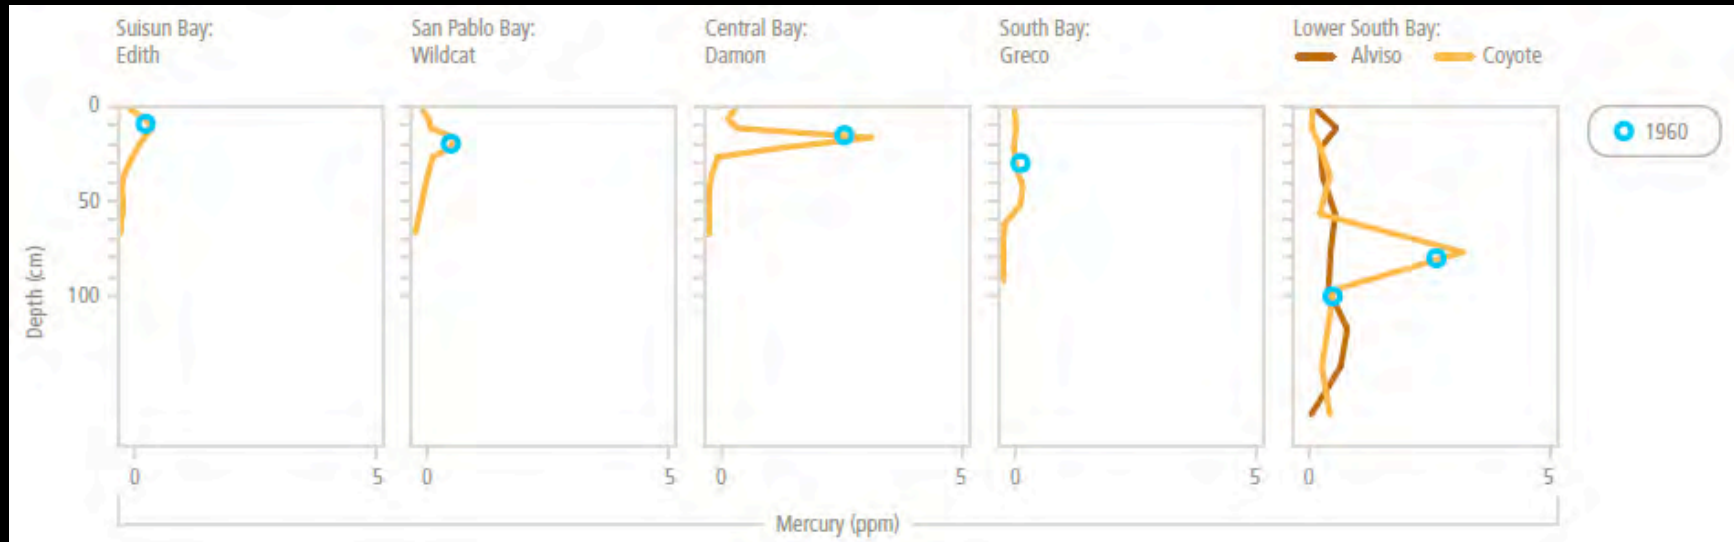 Suisun Bay:
Edith
San Pablo Bay:
Wildcat
Central Bay:
Damon
South Bay:
Greco
Lower South Bay:
Alviso Coyote
1960
Depth (cm)
0
50
100
0 5
0 5
0 5
0 5
0 5
Mercury (ppm)